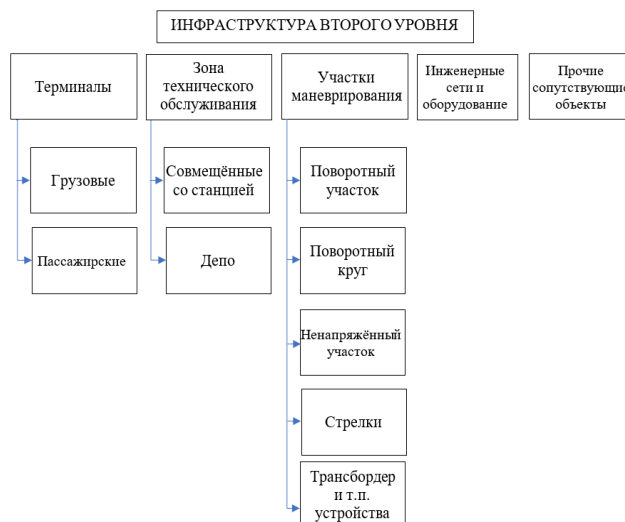 ИНФРАСТРУКТУРА ВТОРОГО УРОВНЯ
Терминалы
Зона
технического
обслуживания
Участки
маневрирования
Инженерные
сети и
оборудование
Прочие
сопутствующие
объекты
Грузовые
Совмещённые
со станцией
Поворотный
участок
Пассажирские
Депо
Поворотный
круг
Ненапряжённый
участок
Стрелки
Трансбордер
и т.п.
устройства